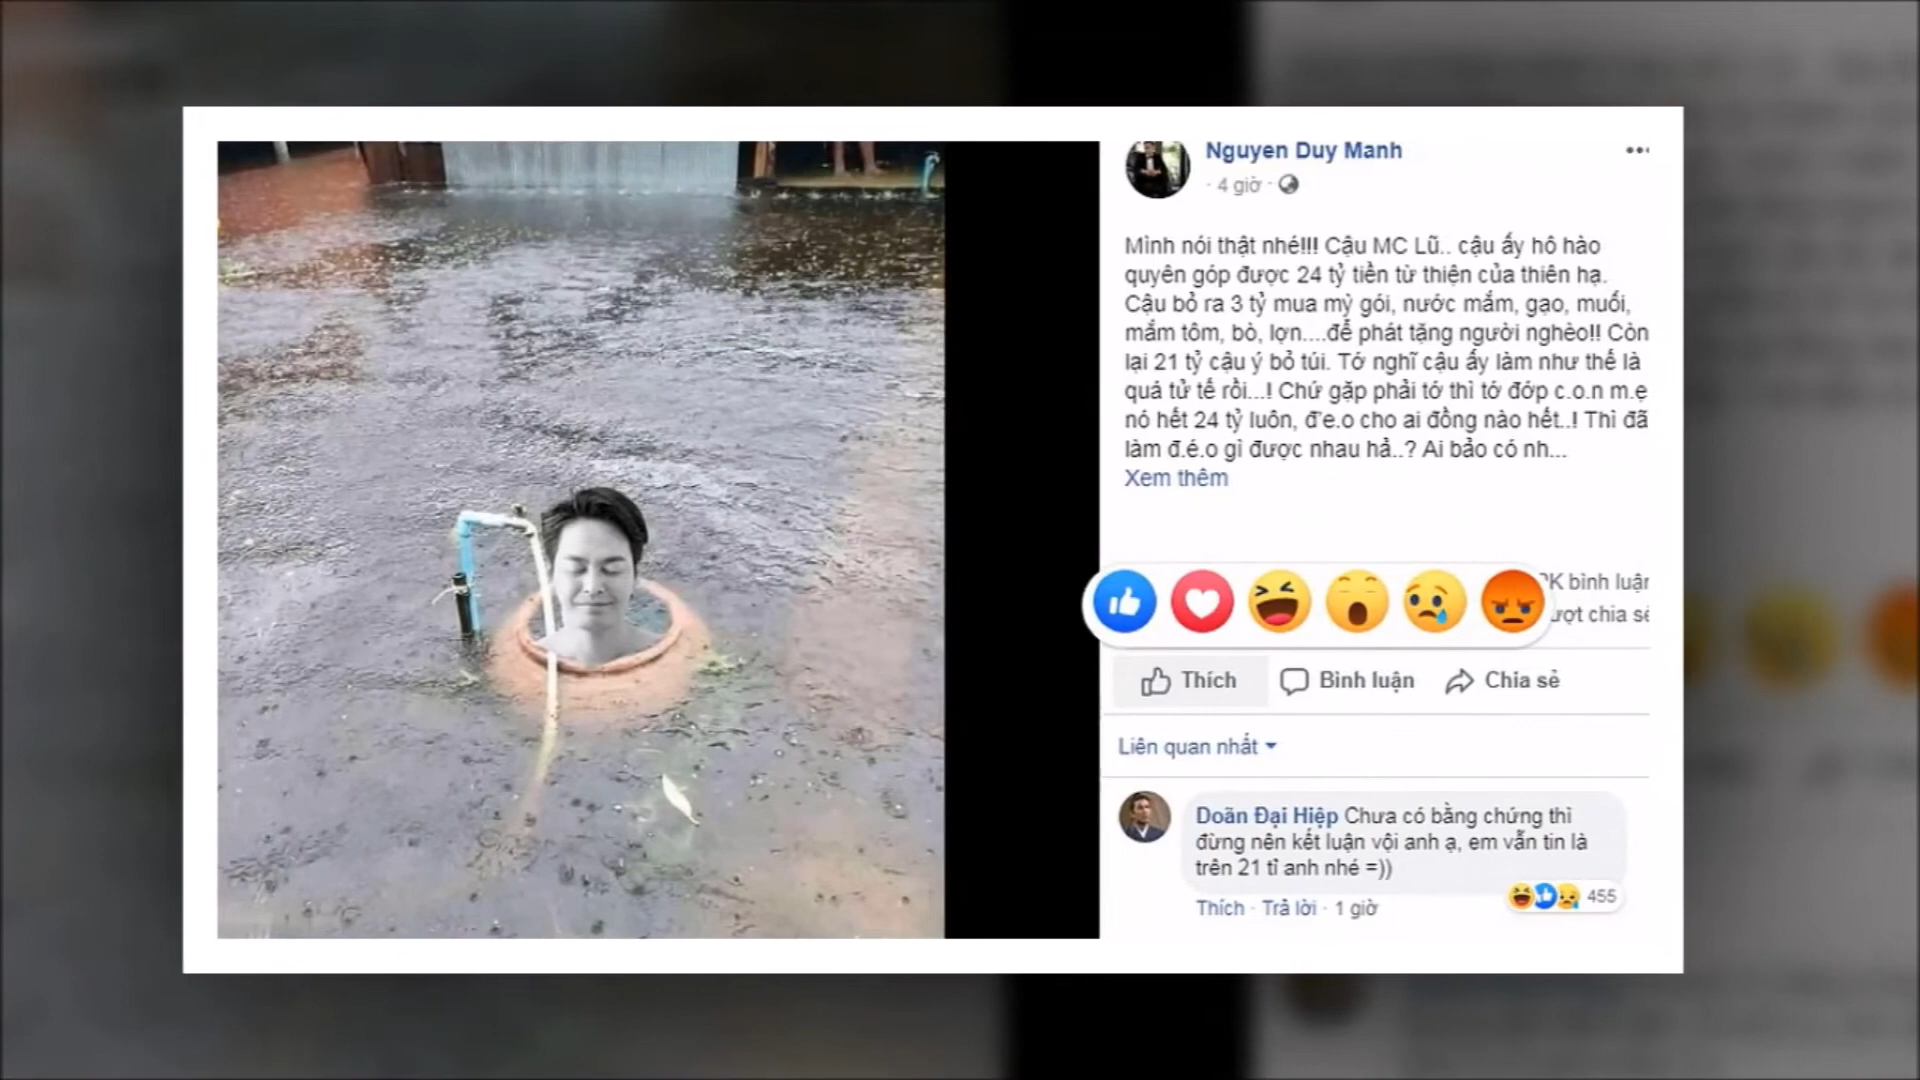 Nguyen Duy Manh
· 4 giờ ·
Mình nói thật nhé!!! Cậu MC Lũ.. cậu ấy hô hào
quyên góp được 24 tỷ tiền từ thiện của thiên hạ.
Cậu bỏ ra 3 tỷ mua mỳ gói, nước mắm, gạo, muối,
mắm tôm, bò, lợn....để phát tặng người nghèo!! Còn
lại 21 tỷ cậu ý bỏ túi. Tớ nghĩ cậu ấy làm như thế là
quá tử tế rồi...! Chứ gặp phải tớ thì tớ đớp c.o.n m.ẹ
nó hết 24 tỷ luôn, đ'e.o cho ai đồng nào hết..! Thì đã
làm đ.é.o gì được nhau hả..? Ai bảo có nh...
Xem thêm
K bình luận
ượt chia sẻ
Thích Bình luận Chia sẻ
Liên quan nhất
Doãn Đại Hiệp Chưa có bằng chứng thì
đừng nên kết luận vội anh ạ, em vẫn tin là
trên 21 tỉ anh nhé =))
455
Thích · Trả lời · 1 giờ